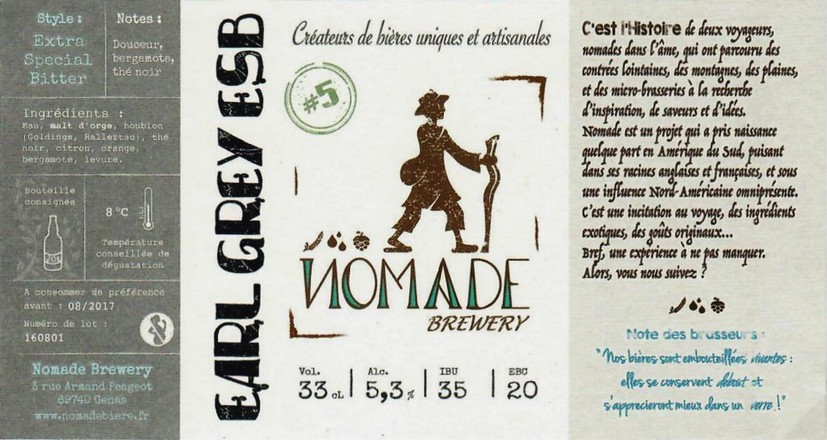 Style :
Extra
Special
Bitter
Notes :
Douceur,
bergamote,
thé noir
Ingrédients :
Eau, malt d'orge, houblon
(Goldings, Hallertau), thé
noir, citron, orange,
bergamote, levure.
Bouteille
consignée
8 °C
Température
conseillée de
dégustation
A consommer de préférence
avant : 08/2017
Numéro de lot :
160801
Nomade Brewery
3 rue Armand Peugeot
69740 Genas
www.nomadebiere.fr
EARL GREY ESB
Créateurs de bières uniques et artisanales
#5
NÖMADE
BREWERY
Vol. Alc. IBU EBC
33 cL | 5,3 % | 35 | 20
C'est l'Histoire de deux voyageurs,
nomades dans l'âme, qui ont parcouru des
contrées lointaines, des montagnes, des plaines,
et des micro-brasseries à la recherche
d'inspiration, de saveurs et d'idées.
Nomade est un projet qui a pris naissance
quelque part en Amérique du Sud, puisant
dans ses racines anglaises et françaises, et sous
une influence Nord-Américaine omniprésente.
C'est une incitation au voyage, des ingrédients
exotiques, des goûts originaux...
Bref, une expérience à ne pas manquer.
Alors, vous nous suivez ?
Note des brasseurs :
"Nos bières sont embouteillées vivantes :
elles se conservent debout et
s'apprécieront mieux dans un verre !"